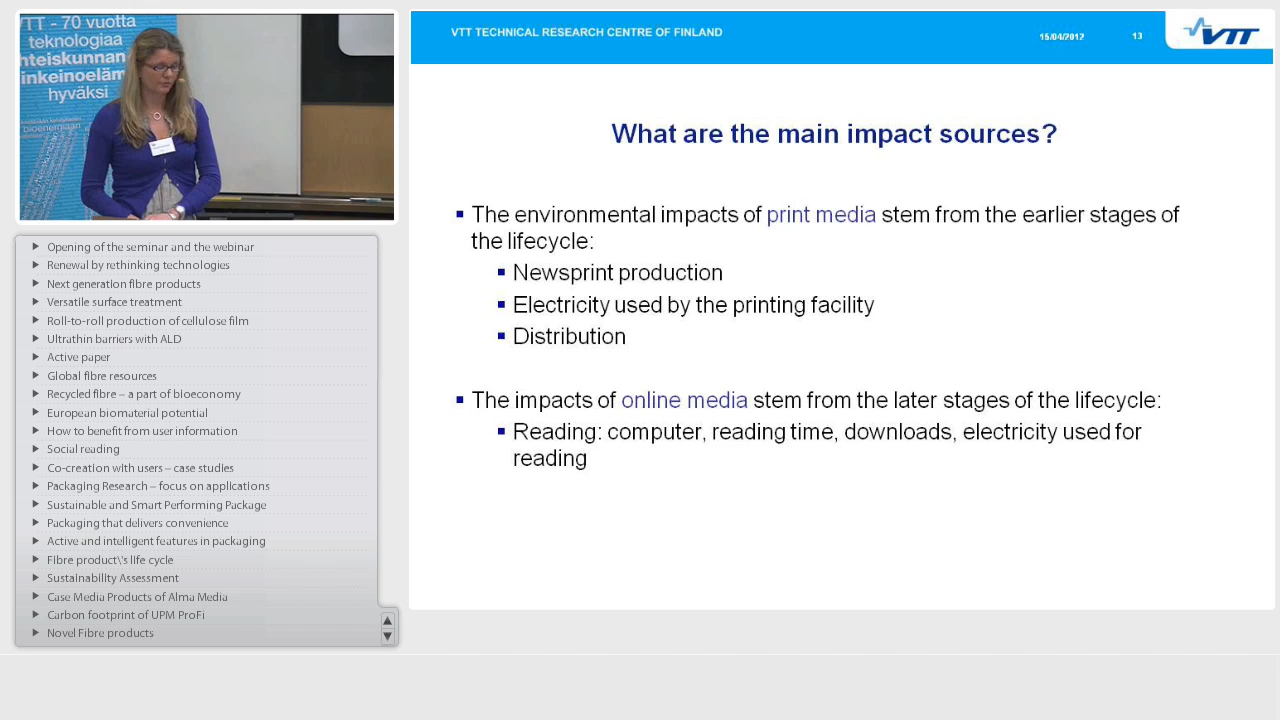 TT - 70 vuotta
teknologiaa
hteiskunnan
inkeinoeläm
hyväksi
bioenergiaan
VTT TECHNICAL RESEARCH CENTRE OF FINLAND
15/04/2012
13
VTT
What are the main impact sources?
▪ The environmental impacts of print media stem from the earlier stages of
the lifecycle:
▪ Newsprint production
▪ Electricity used by the printing facility
▪ Distribution
▪ The impacts of online media stem from the later stages of the lifecycle:
▪ Reading: computer, reading time, downloads, electricity used for
reading
Opening of the seminar and the webinar
Renewal by rethinking technologies
Next generation fibre products
Versatile surface treatment
Roll-to-roll production of cellulose film
Ultrathin barriers with ALD
Active paper
Global fibre resources
Recycled fibre – a part of bioeconomy
European biomaterial potential
How to benefit from user information
Social reading
Co-creation with users – case studies
Packaging Research – focus on applications
Sustainable and Smart Performing Package
Packaging that delivers convenience
Active and intelligent features in packaging
Fibre product\'s life cycle
Sustainability Assessment
Case Media Products of Alma Media
Carbon footprint of UPM ProFi
Novel Fibre products